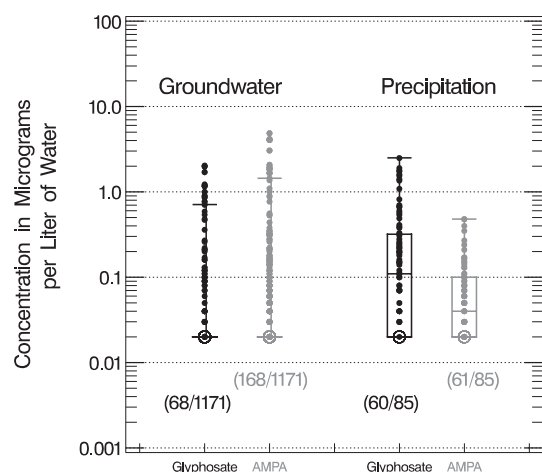 Concentration in Micrograms
per Liter of Water
100
10.0
1.0
0.1
0.01
0.001
Groundwater Precipitation
(168/1171) (61/85)
(68/1171) (60/85)
Glyphosate AMPA Glyphosate AMPA